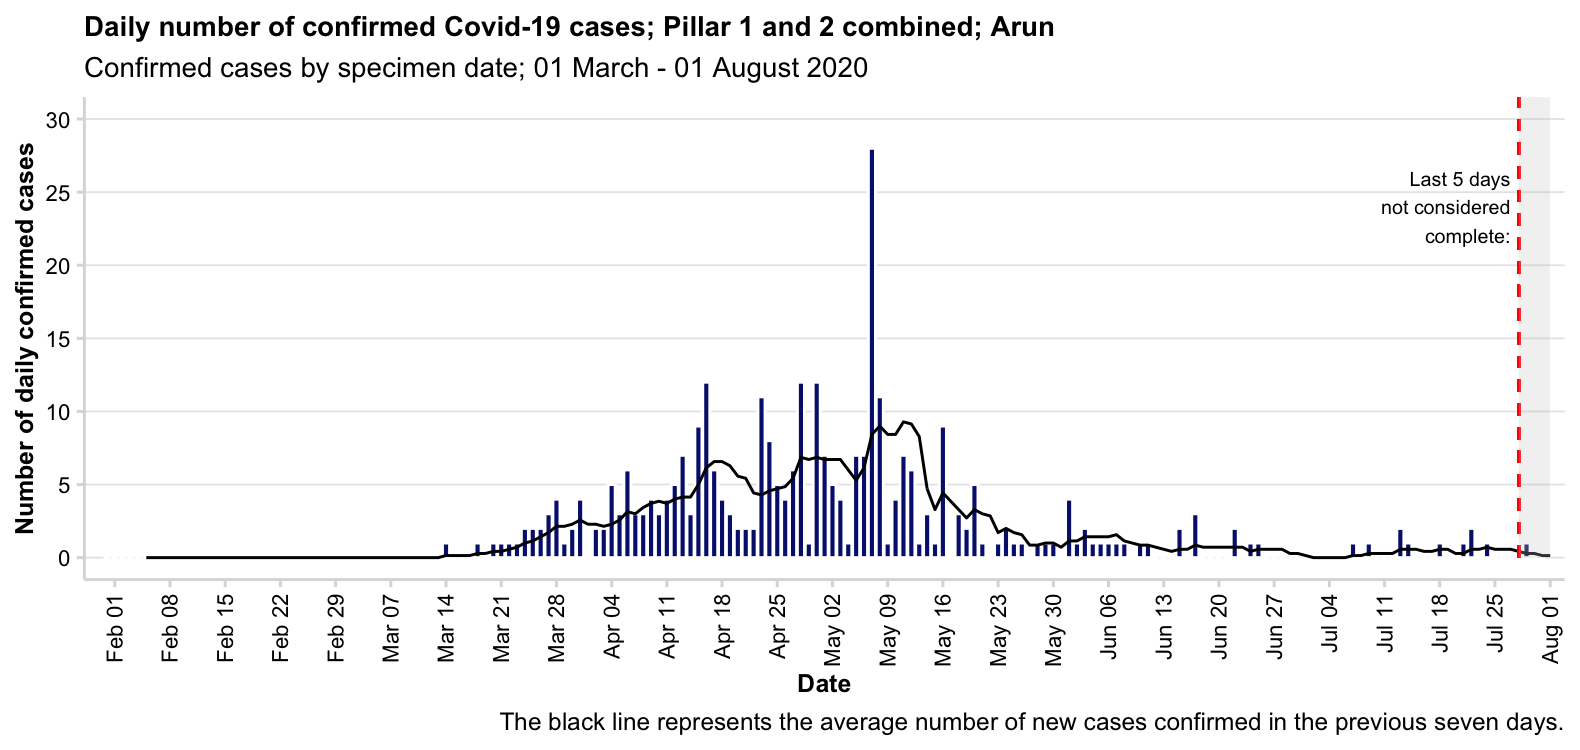 Daily number of confirmed Covid-19 cases; Pillar 1 and 2 combined; Arun
Confirmed cases by specimen date; 01 March - 01 August 2020
Number of daily confirmed cases
30
25
20
15
10
5
0
Last 5 days
not considered
complete:
Feb 01
Feb 08
Feb 15
Feb 22
Feb 29
Mar 07
Mar 14
Mar 21
Mar 28
Apr 04
Apr 11
Apr 18
Apr 25
May 02
May 09
May 16
May 23
May 30
Jun 06
Jun 13
Jun 20
Jun 27
Jul 04
Jul 11
Jul 18
Jul 25
Aug 01
Date
The black line represents the average number of new cases confirmed in the previous seven days.